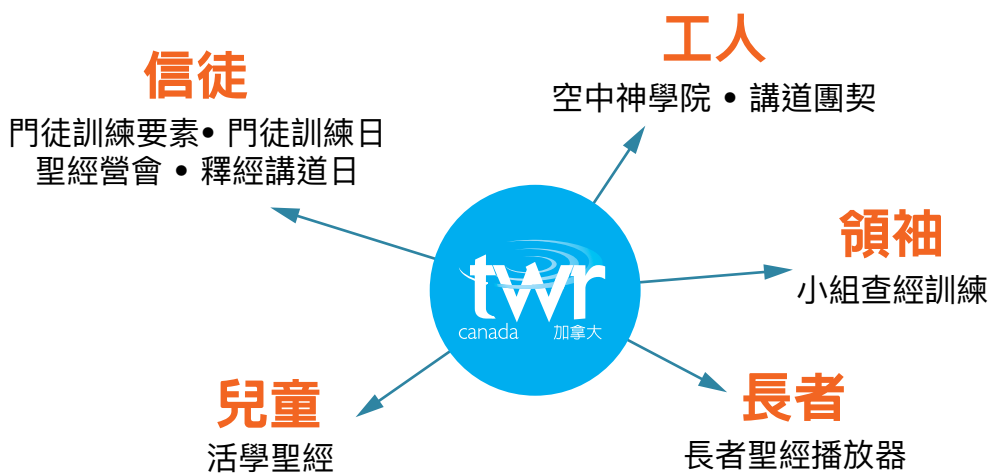 信徒
門徒訓練要素• 門徒訓練日
聖經營會 • 釋經講道日
工人
空中神學院 • 講道團契
領袖
小組查經訓練
twr
canada 加拿大
兒童
活學聖經
長者
長者聖經播放器